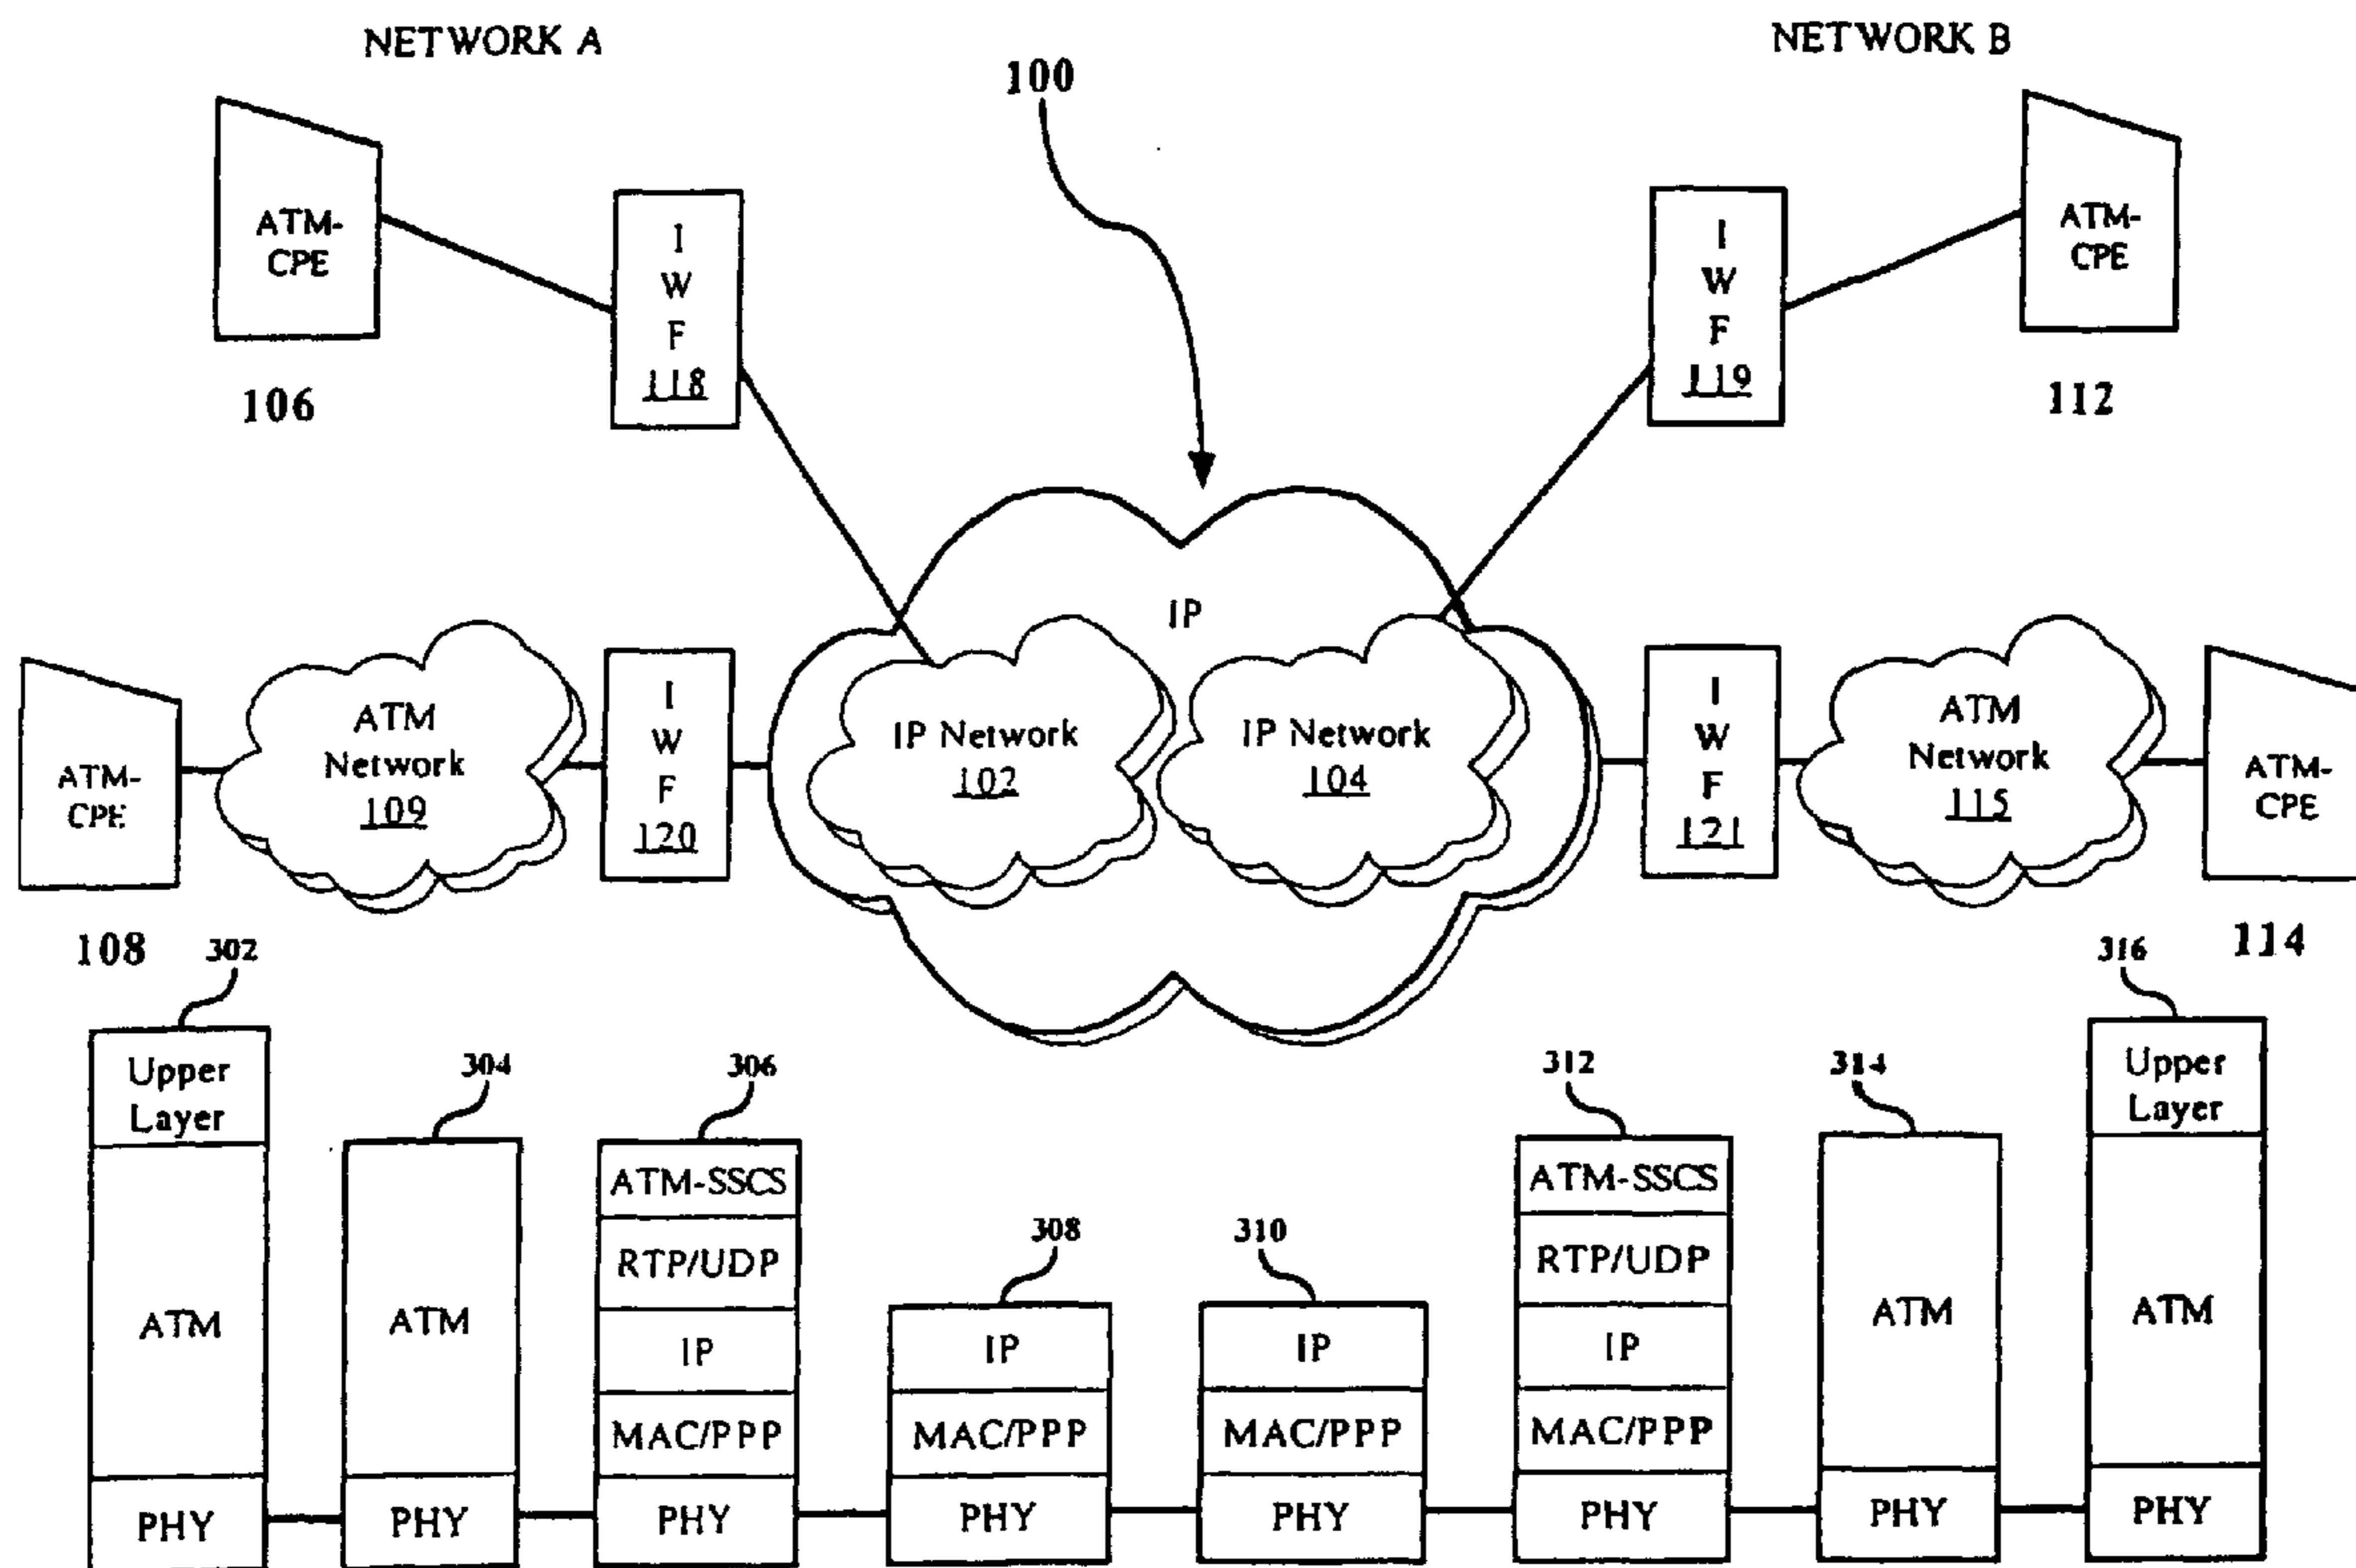 NETWORK A
NETWORK B
100
ATM-
CPE
106
I
W
F
118
I
W
F
119
ATM-
CPE
112
IP
ATM-
CPE
108
ATM
Network
109
I
W
F
120
IP Network
102
IP Network
104
I
W
F
121
ATM
Network
115
ATM-
CPE
114
302
Upper
Layer
ATM
PHY
304
ATM
PHY
306
ATM-SSCS
RTP/UDP
IP
MAC/PPP
PHY
308
IP
MAC/PPP
PHY
310
IP
MAC/PPP
PHY
312
ATM-SSCS
RTP/UDP
IP
MAC/PPP
PHY
314
ATM
PHY
316
Upper
Layer
ATM
PHY